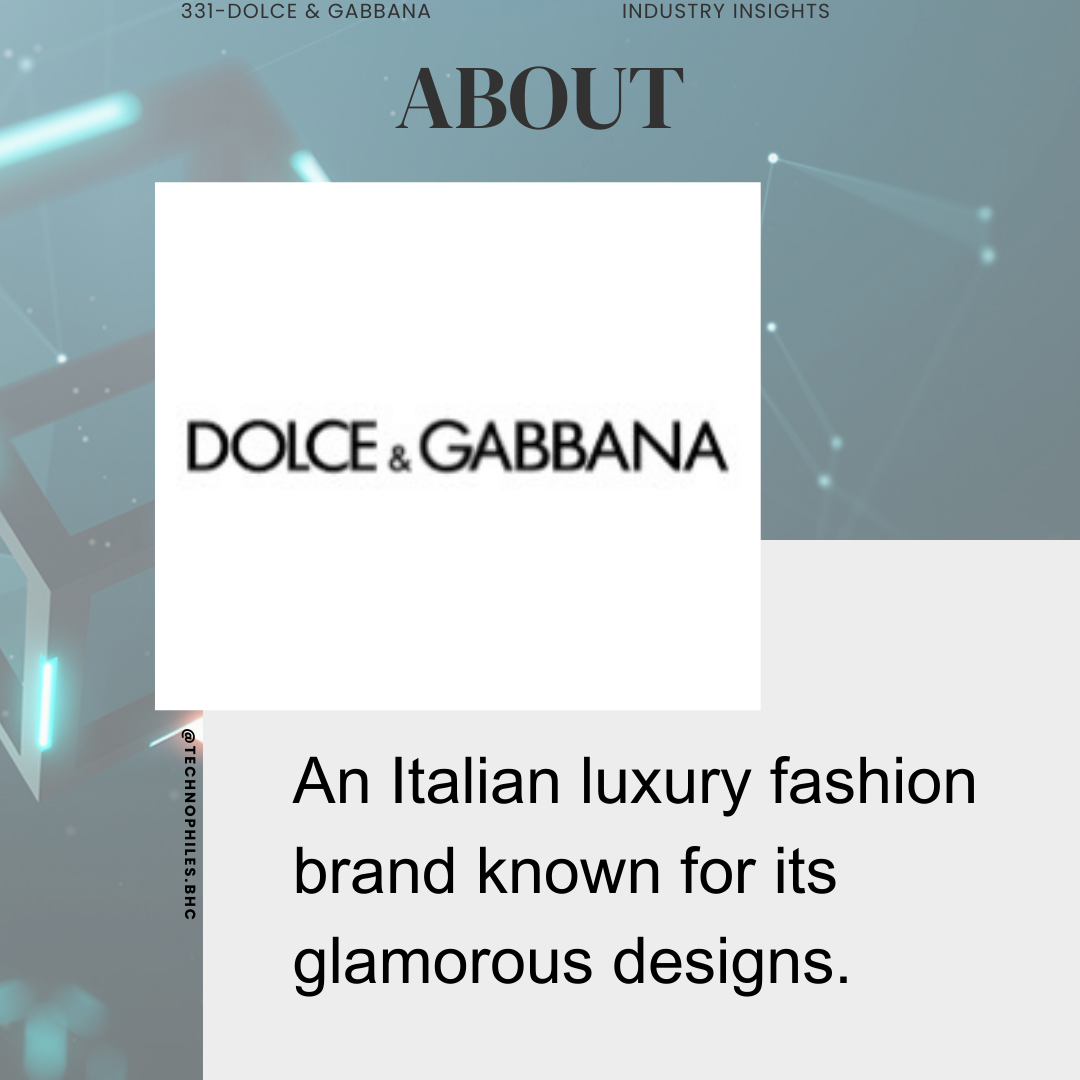 331-DOLCE & GABBANA
INDUSTRY INSIGHTS
ABOUT
DOLCE & GABBANA
@TECHNOPHILES.BHC
An Italian luxury fashion
brand known for its
glamorous designs.